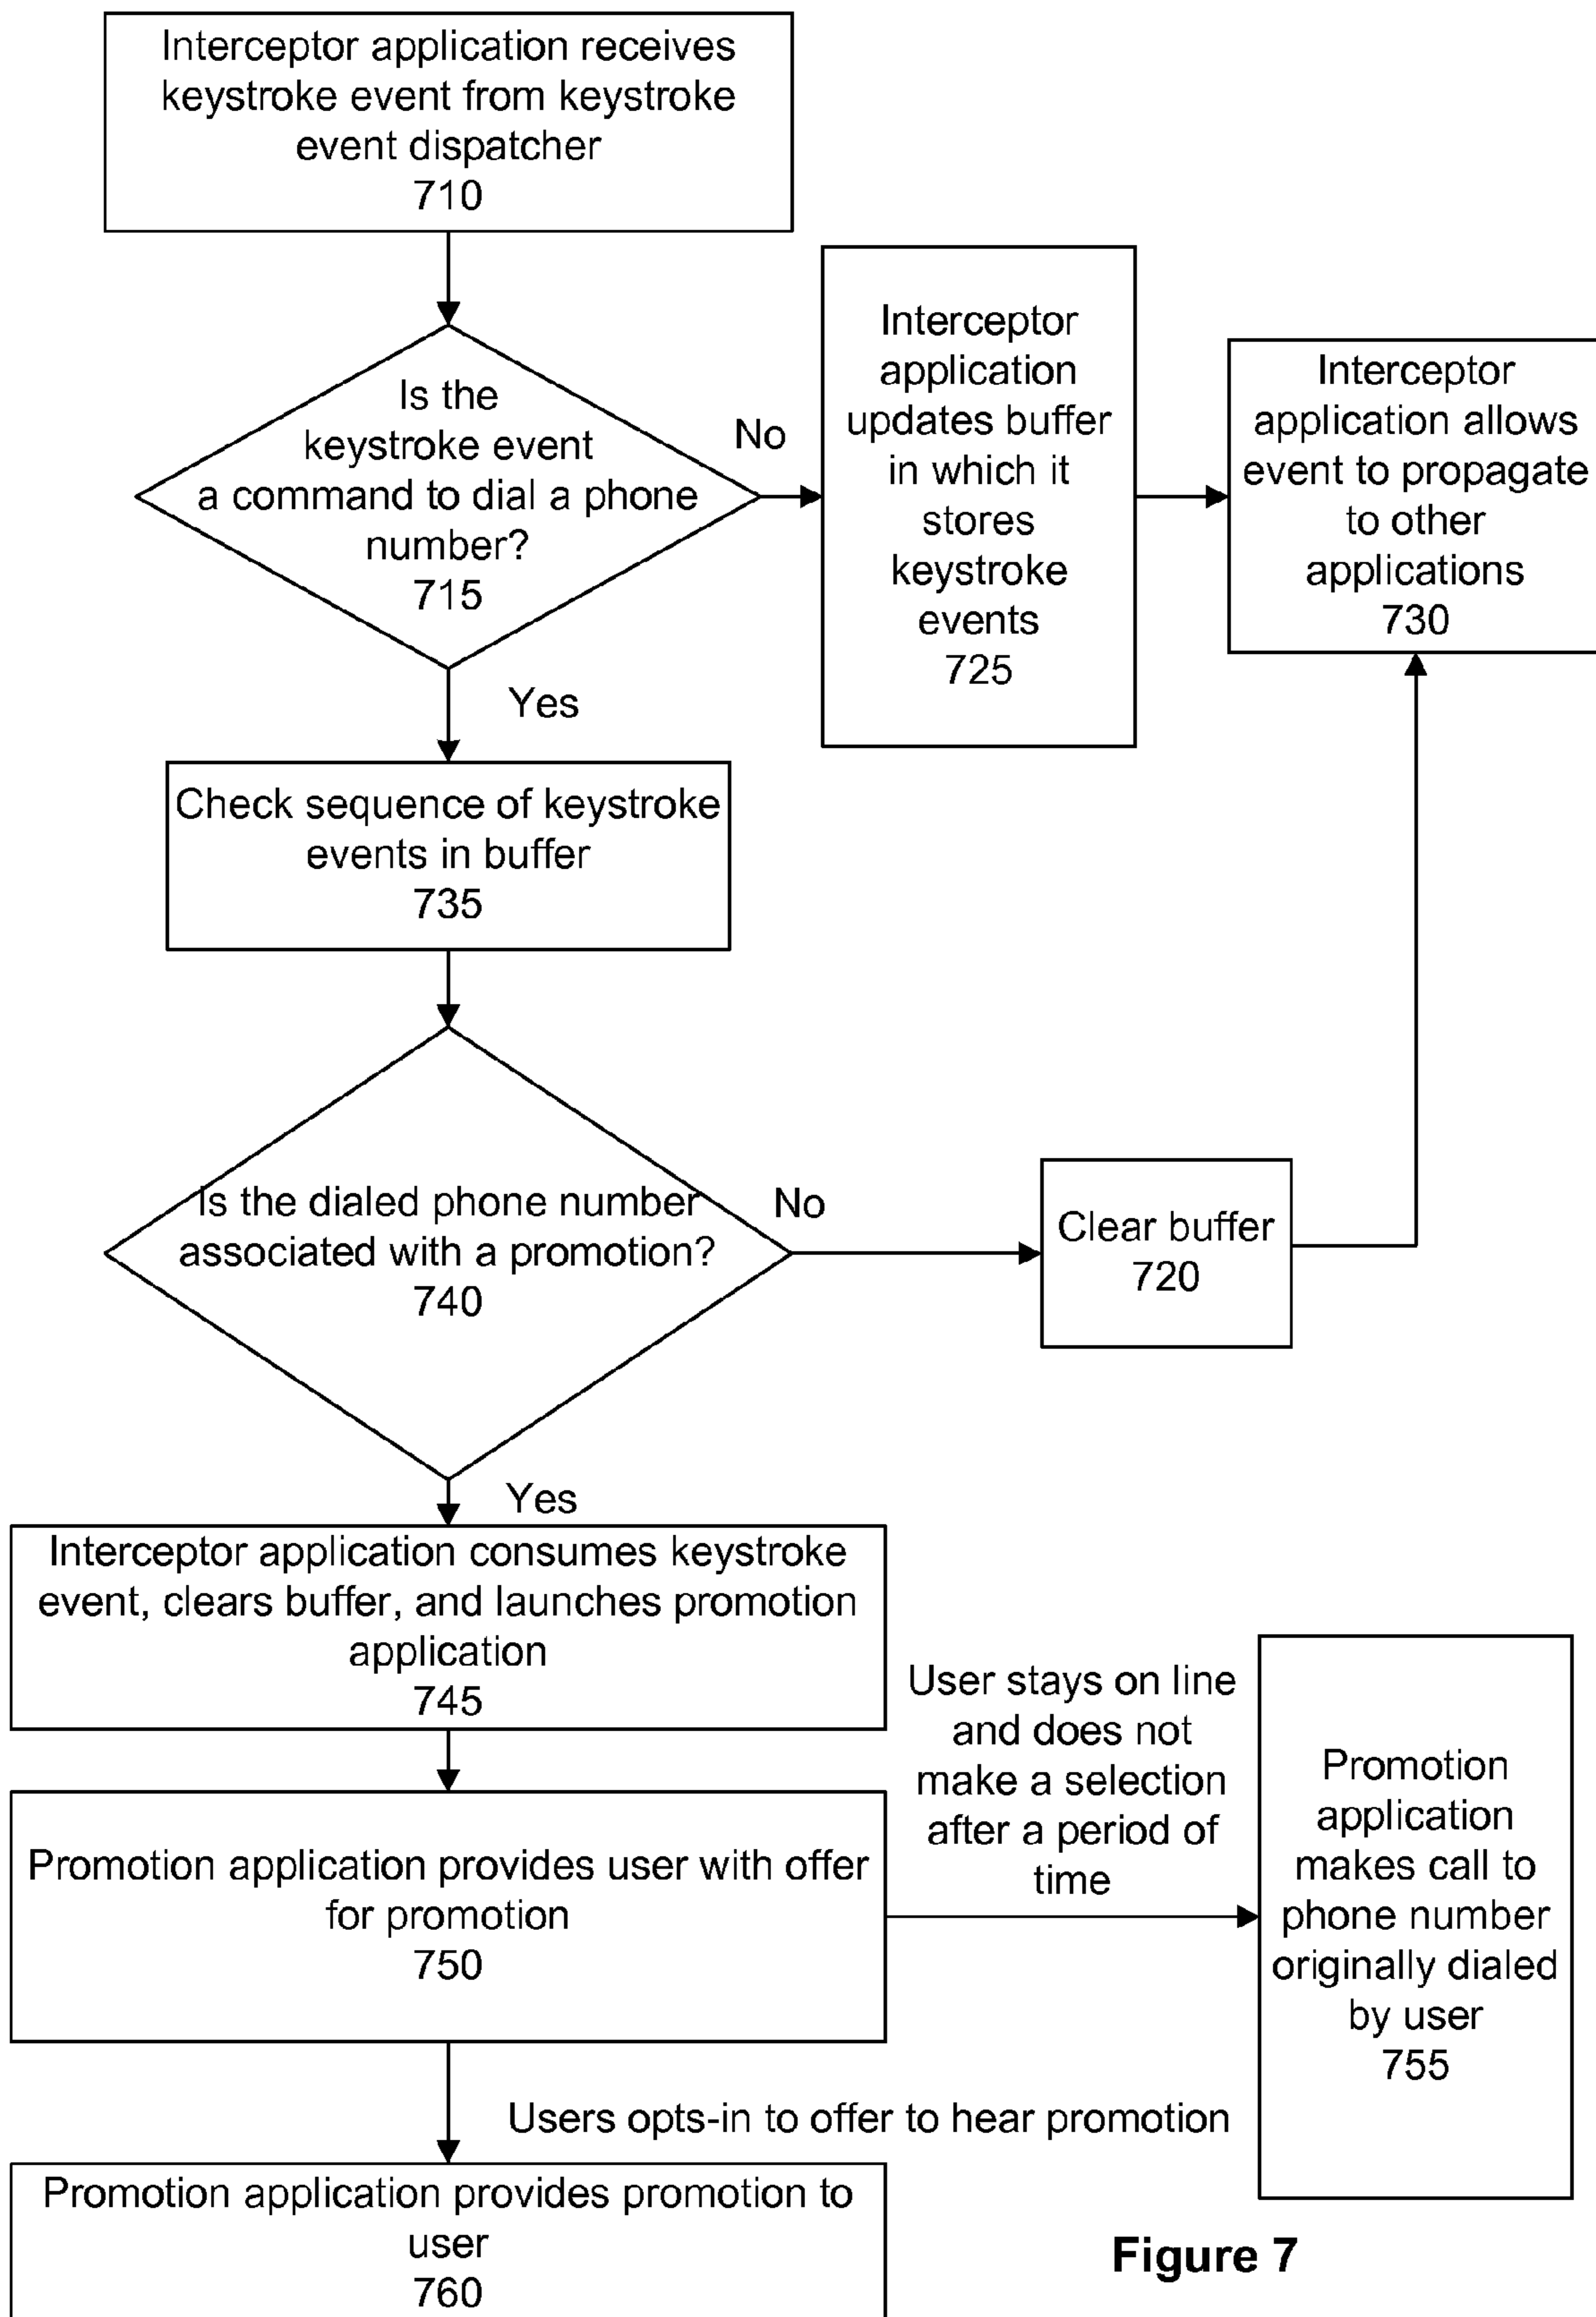 Interceptor application receives
keystroke event from keystroke
event dispatcher
710
Is the
keystroke event
a command to dial a phone
number?
715
No
Interceptor
application
updates buffer
in which it
stores
keystroke
events
725
Interceptor
application allows
event to propagate
to other
applications
730
Yes
Check sequence of keystroke
events in buffer
735
Is the dialed phone number
associated with a promotion?
740
No
Clear buffer
720
Yes
Interceptor application consumes keystroke
event, clears buffer, and launches promotion
application
745
User stays on line
and does not
make a selection
after a period of
time
Promotion application provides user with offer
for promotion
750
Promotion
application
makes call to
phone number
originally dialed
by user
755
Users opts-in to offer to hear promotion
Promotion application provides promotion to
user
760
Figure 7